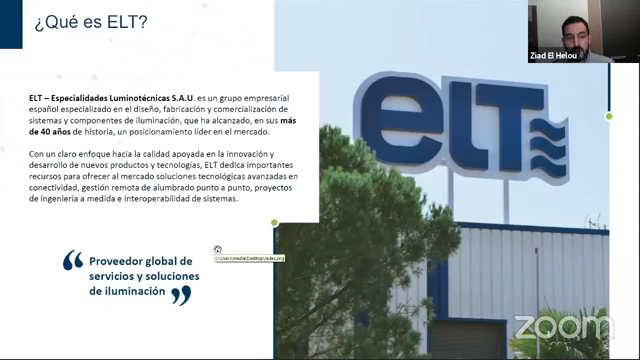 ¿Qué es ELT?
Ziad El Helou
ELT – Especialidades Luminotécnicas S.A.U. es un grupo empresarial
español especializado en el diseño, fabricación y comercialización de
sistemas y componentes de iluminación, que ha alcanzado, en sus más
de 40 años de historia, un posicionamiento líder en el mercado.
Con un claro enfoque hacia la calidad apoyada en la innovación y
desarrollo de nuevos productos y tecnologías, ELT dedica importantes
recursos para ofrecer al mercado soluciones tecnológicas avanzadas en
conectividad, gestión remota de alumbrado punto a punto, proyectos
de ingeniería a medida e interoperabilidad de sistemas.
eLT
“ Proveedor global de
servicios y soluciones
de iluminación ”
elt
zoom